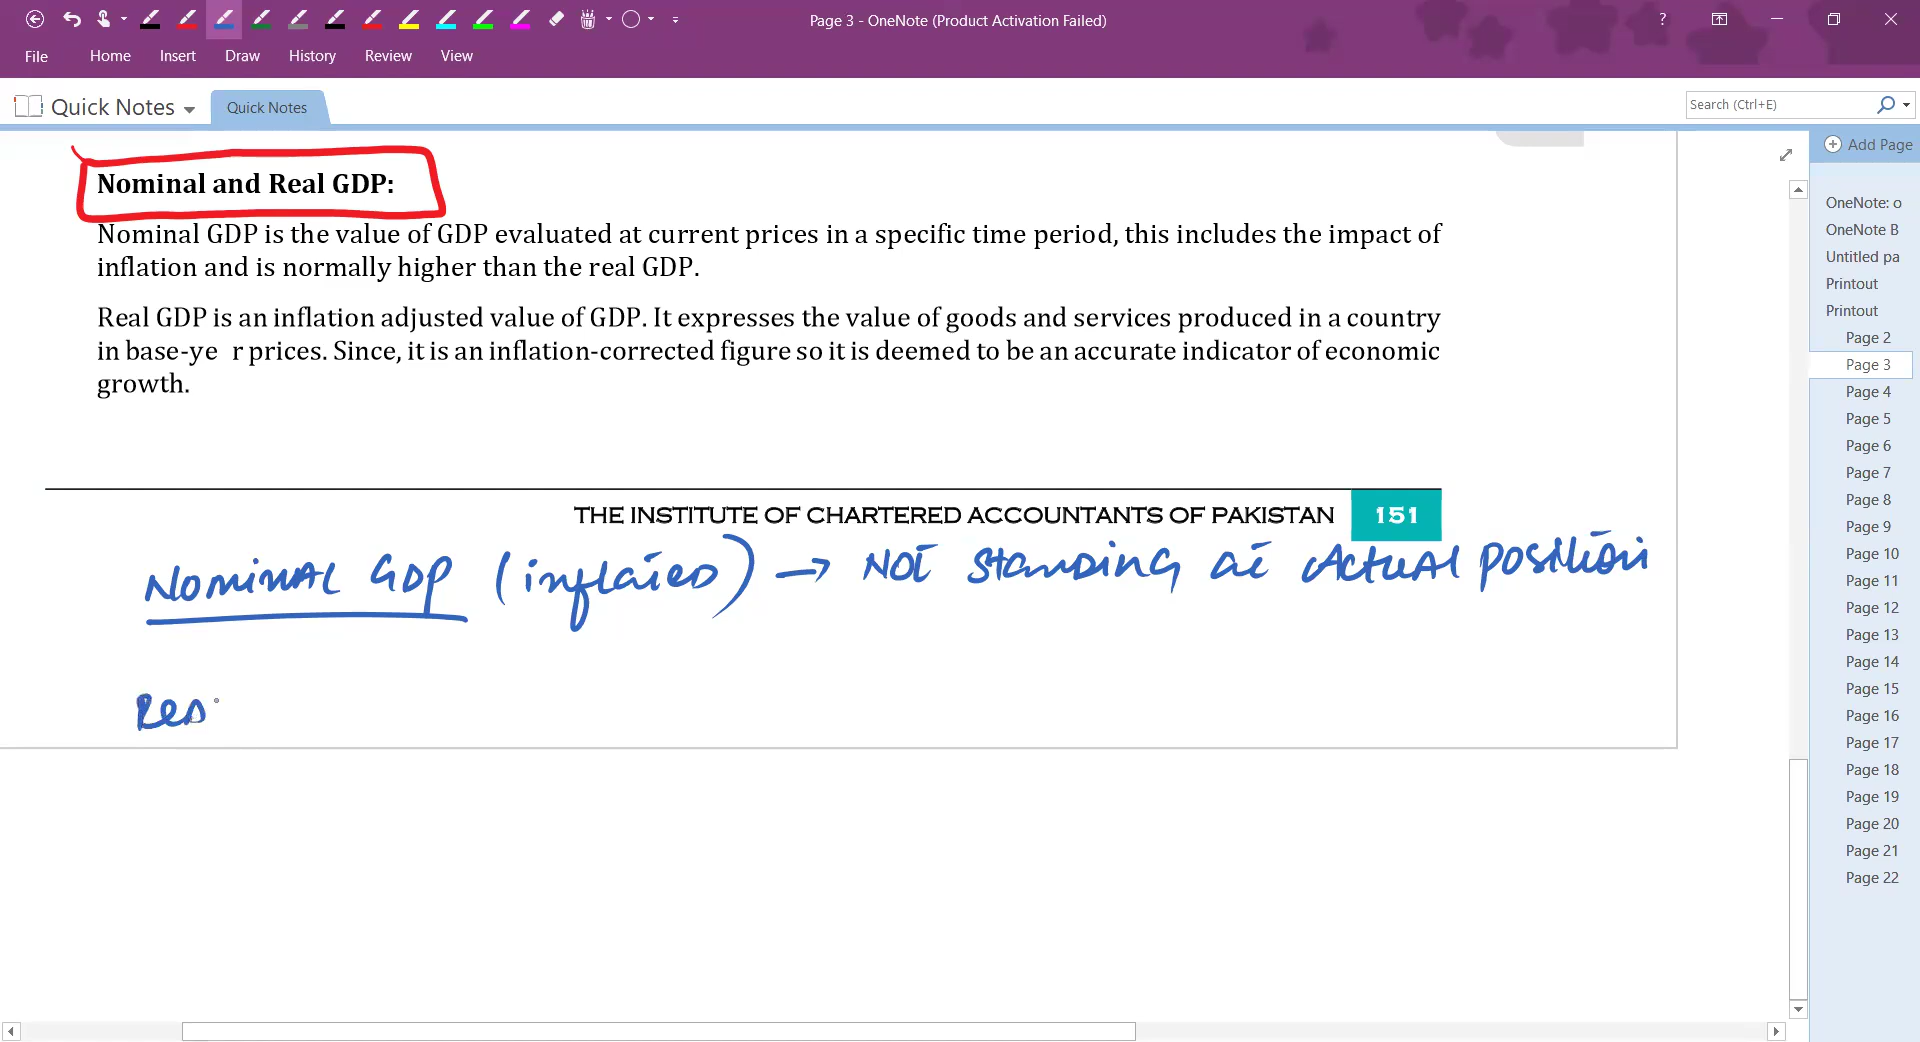 Page 3 - OneNote (Product Activation Failed)
?
File Home Insert Draw History Review View
Quick Notes
Quick Notes
Search (Ctrl+E)
Add Page
Nominal and Real GDP:
Nominal GDP is the value of GDP evaluated at current prices in a specific time period, this includes the impact of
inflation and is normally higher than the real GDP.
Real GDP is an inflation adjusted value of GDP. It expresses the value of goods and services produced in a country
in base-ye r prices. Since, it is an inflation-corrected figure so it is deemed to be an accurate indicator of economic
growth.
THE INSTITUTE OF CHARTERED ACCOUNTANTS OF PAKISTAN 151
Nominal GDP (inflated) → Not standing at Actual position
Rea
OneNote: o
OneNote B
Untitled pa
Printout
Printout
Page 2
Page 3
Page 4
Page 5
Page 6
Page 7
Page 8
Page 9
Page 10
Page 11
Page 12
Page 13
Page 14
Page 15
Page 16
Page 17
Page 18
Page 19
Page 20
Page 21
Page 22